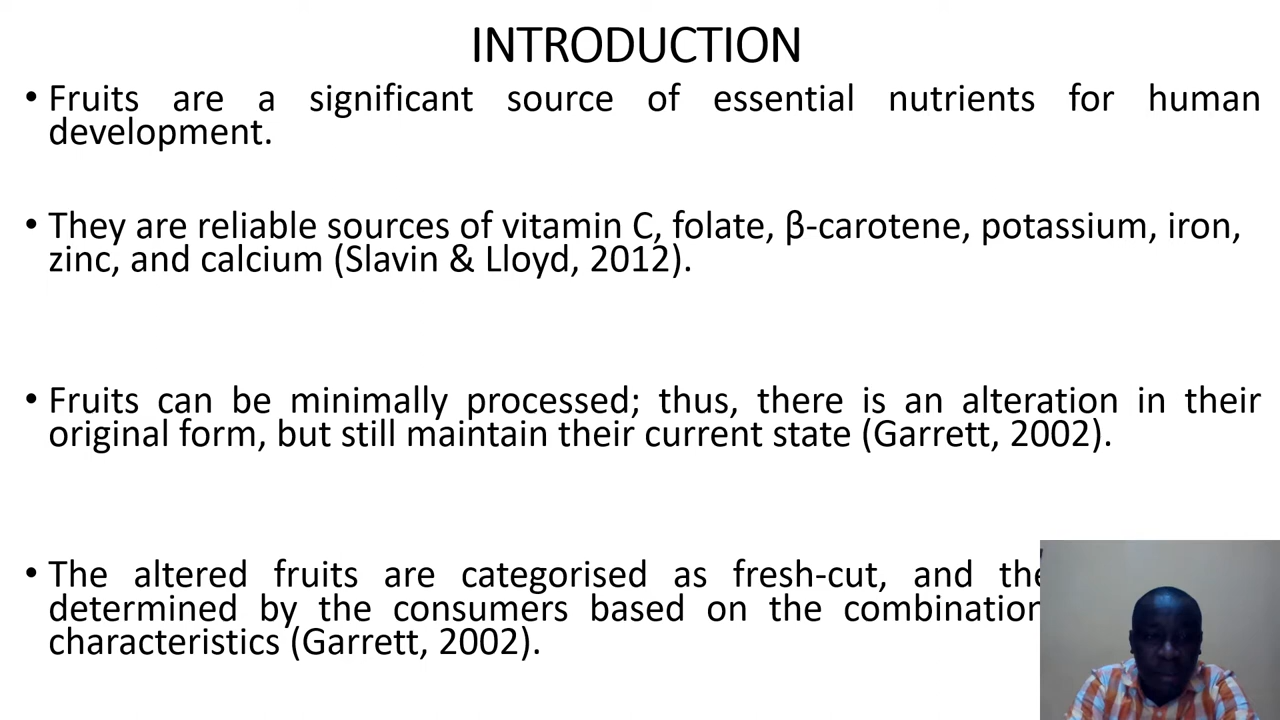 INTRODUCTION
• Fruits are a significant source of essential nutrients for human
development.
• They are reliable sources of vitamin C, folate, β-carotene, potassium, iron,
zinc, and calcium (Slavin & Lloyd, 2012).
• Fruits can be minimally processed; thus, there is an alteration in their
original form, but still maintain their current state (Garrett, 2002).
• The altered fruits are categorised as fresh-cut, and
determined by the consumers based on the combination
characteristics (Garrett, 2002).